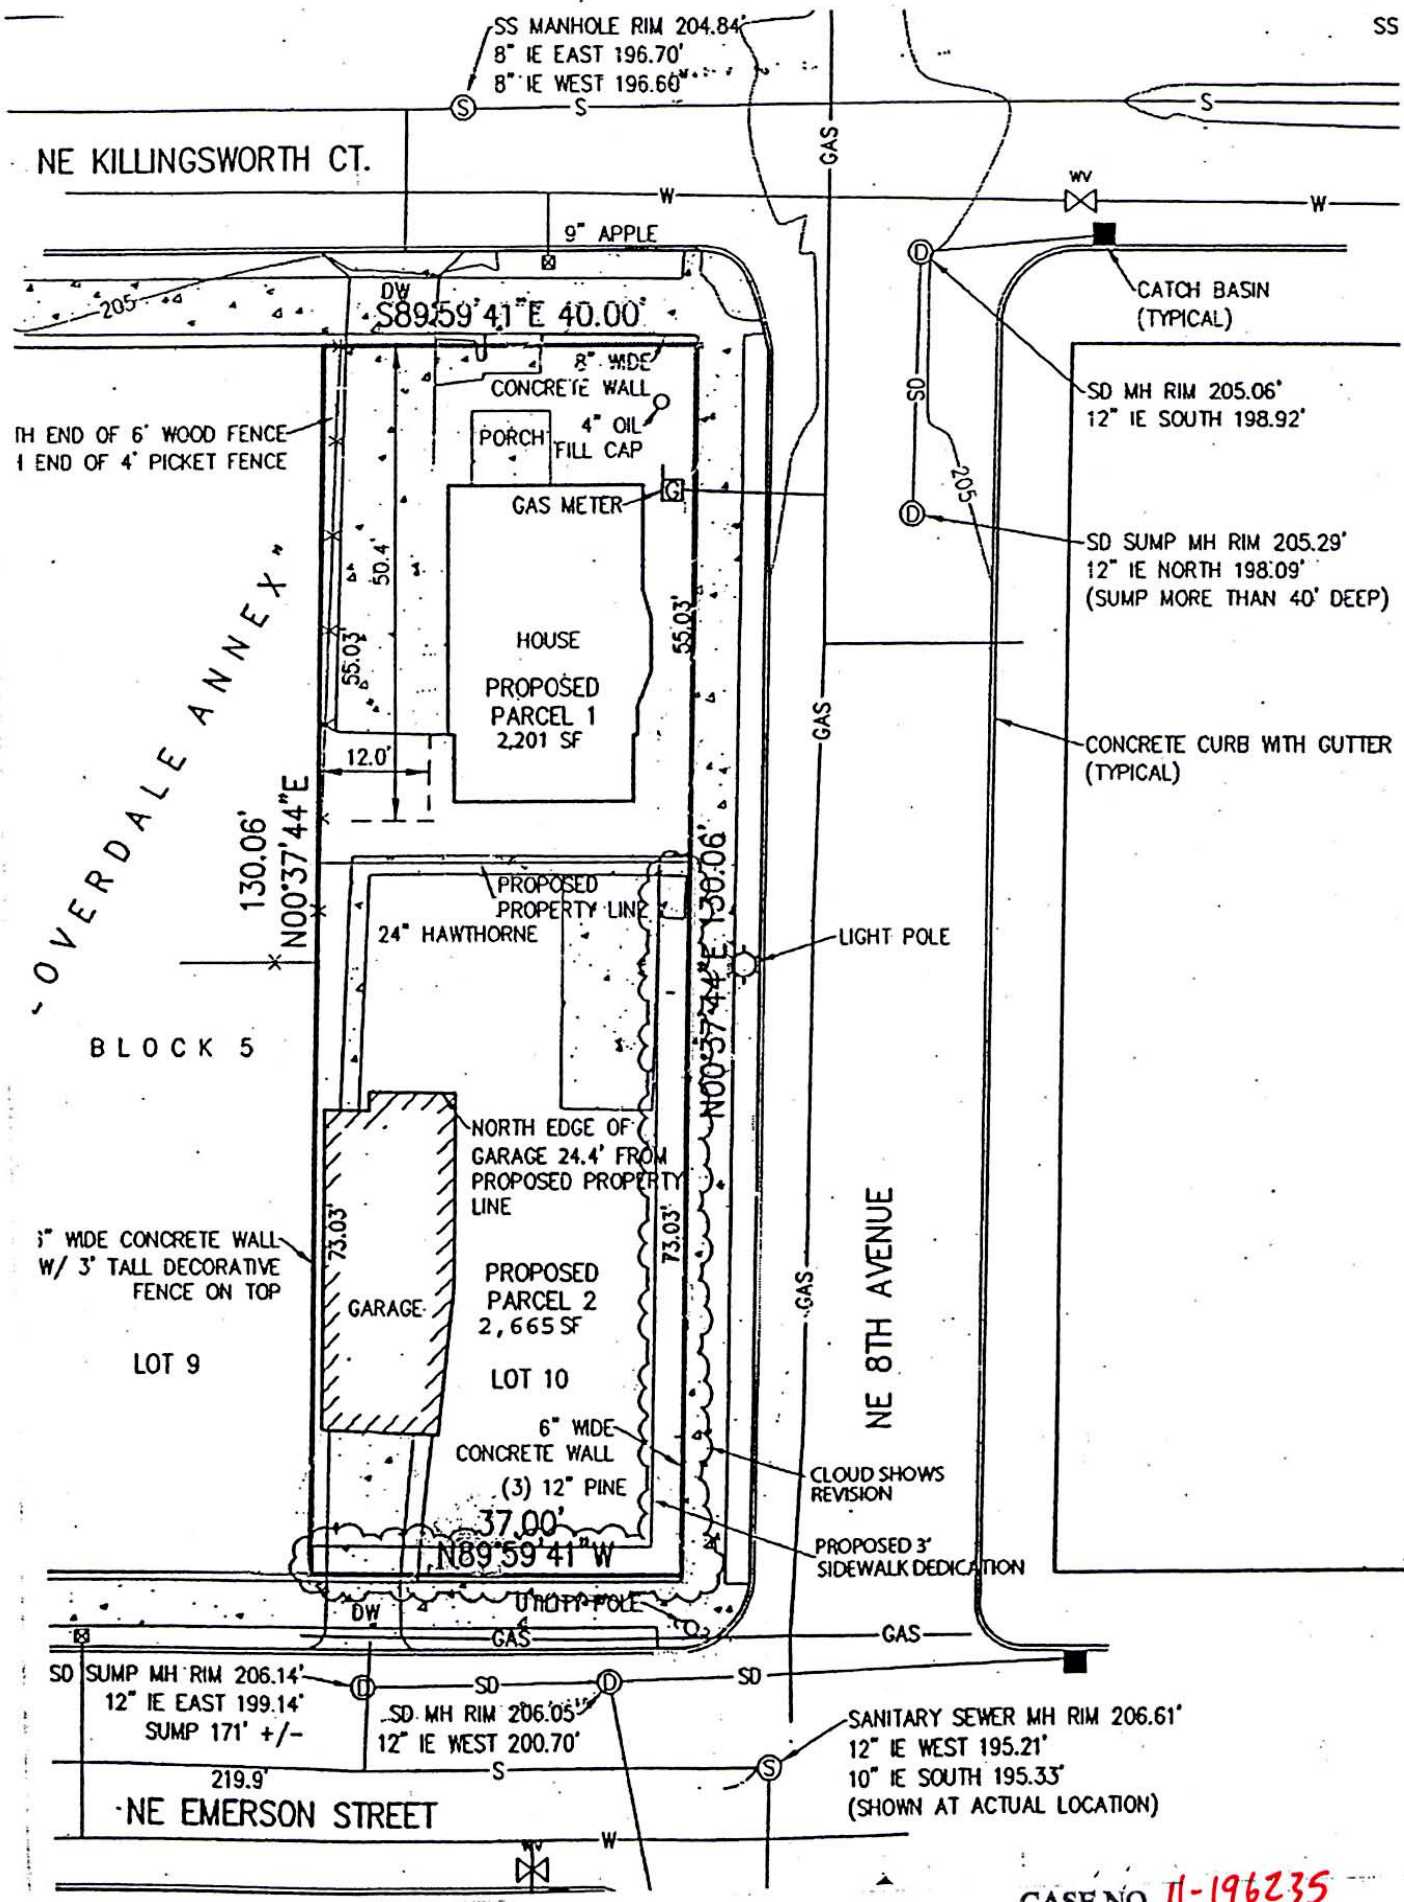 SS MANHOLE RIM 204.84'
8" IE EAST 196.70'
8" IE WEST 196.60'
SS
S
S
S
GAS
NE KILLINGSWORTH CT.
W
WV
W
9" APPLE
D
CATCH BASIN
(TYPICAL)
205
DW
S89°59'41"E 40.00'
8" WIDE
CONCRETE WALL
4" OIL
FILL CAP
PORCH
SD
SD MH RIM 205.06'
12" IE SOUTH 198.92'
END OF 6' WOOD FENCE
END OF 4' PICKET FENCE
G
GAS METER
205
D
SD SUMP MH RIM 205.29'
12" IE NORTH 198.09'
(SUMP MORE THAN 40' DEEP)
50.4'
55.03'
55.03'
HOUSE
PROPOSED
PARCEL 1
2,201 SF
GAS
CONCRETE CURB WITH GUTTER
(TYPICAL)
12.0'
OVERDALE ANNEX"
130.06'
N00°37'44"E
PROPOSED
PROPERTY LINE
24" HAWTHORNE
N00°37'44"E 130.06'
LIGHT POLE
BLOCK 5
NORTH EDGE OF
GARAGE 24.4' FROM
PROPOSED PROPERTY
LINE
73.03'
73.03'
WIDE CONCRETE WALL
W/ 3' TALL DECORATIVE
FENCE ON TOP
GARAGE
PROPOSED
PARCEL 2
2,665 SF
GAS
NE 8TH AVENUE
LOT 9
LOT 10
6" WIDE
CONCRETE WALL
(3) 12" PINE
CLOUD SHOWS
REVISION
37.00'
N89°59'41"W
PROPOSED 3'
SIDEWALK DEDICATION
DW
UTILITY POLE
GAS
GAS
SD SUMP MH RIM 206.14'
12" IE EAST 199.14'
SUMP 171' +/-
D
SD
D
SD
SD MH RIM 206.05'
12" IE WEST 200.70'
SANITARY SEWER MH RIM 206.61'
12" IE WEST 195.21'
10" IE SOUTH 195.33'
(SHOWN AT ACTUAL LOCATION)
S
S
219.9'
NE EMERSON STREET
W
WV
CASE NO. 11-196235